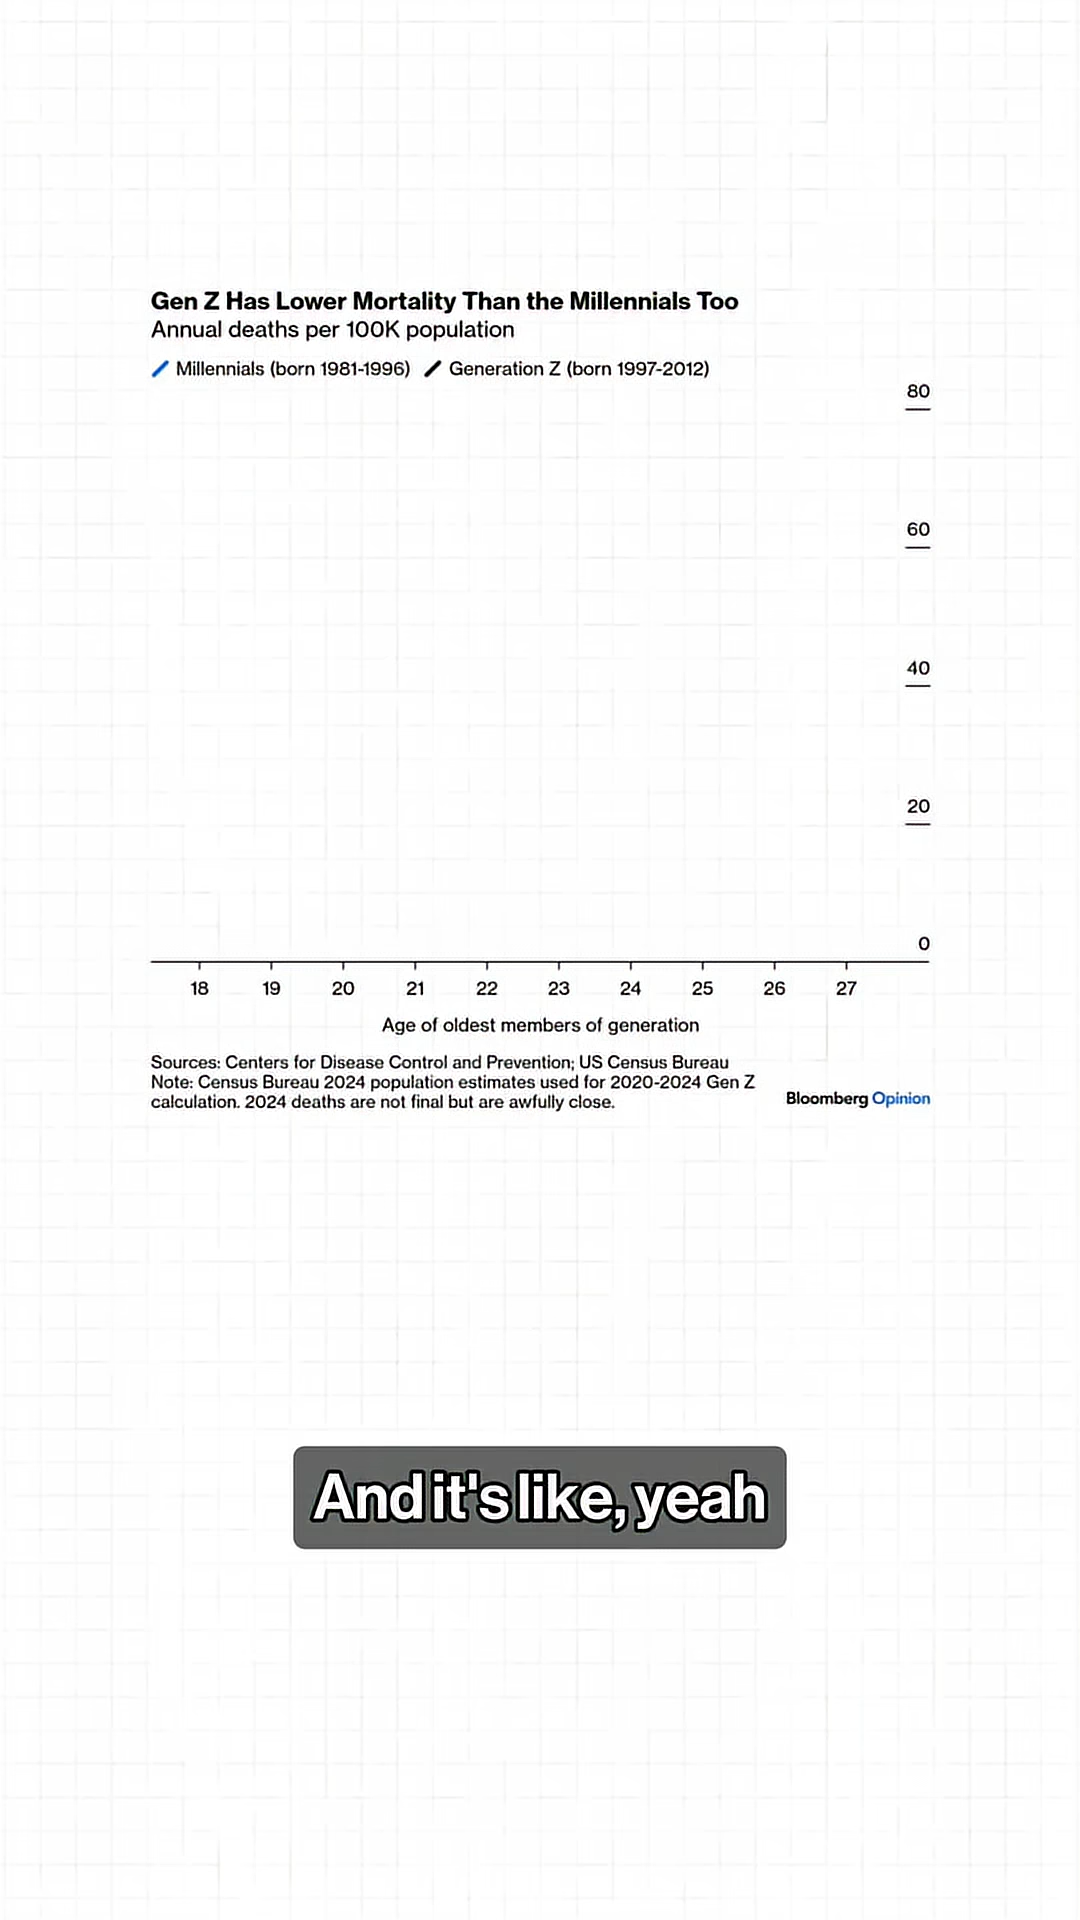 Gen Z Has Lower Mortality Than the Millennials Too
Annual deaths per 100K population
Millennials (born 1981-1996) Generation Z (born 1997-2012)
80
60
40
20
0
18 19 20 21 22 23 24 25 26 27
Age of oldest members of generation
Sources: Centers for Disease Control and Prevention; US Census Bureau
Note: Census Bureau 2024 population estimates used for 2020-2024 Gen Z
calculation. 2024 deaths are not final but are awfully close.
Bloomberg Opinion
And it's like, yeah